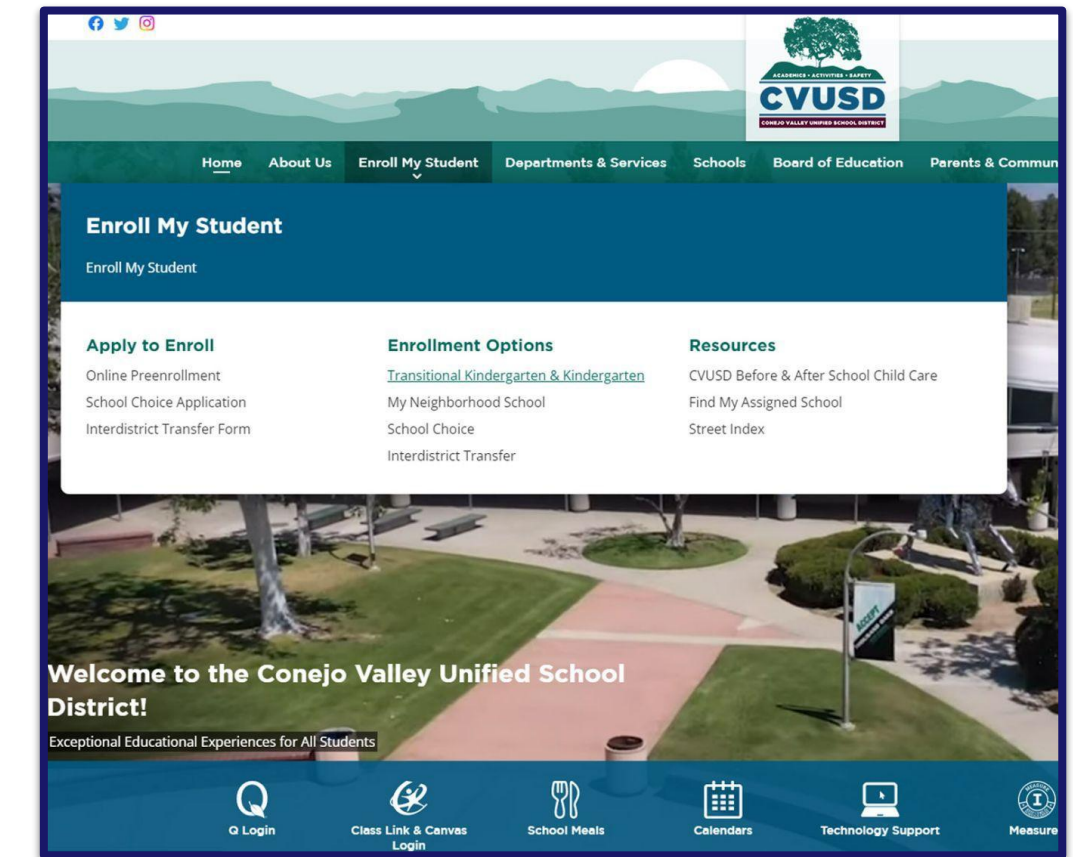 ACADEMICS • ACTIVITIES • SAFETY
CVUSD
CONEJO VALLEY UNIFIED SCHOOL DISTRICT
Home About Us Enroll My Student Departments & Services Schools Board of Education Parents & Commun
Enroll My Student
Enroll My Student
Apply to Enroll
Online Preenrollment
School Choice Application
Interdistrict Transfer Form
Enrollment Options
Transitional Kindergarten & Kindergarten
My Neighborhood School
School Choice
Interdistrict Transfer
Resources
CVUSD Before & After School Child Care
Find My Assigned School
Street Index
ACCEPT
Welcome to the Conejo Valley Unified School
District!
Exceptional Educational Experiences for All Students
Q Login
Class Link & Canvas
Login
School Meals
Calendars
Technology Support
MEASURE
I
Measure